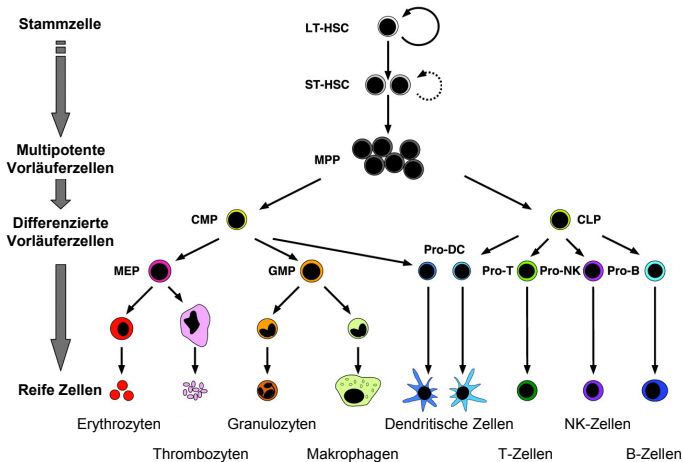 Stammzelle
LT-HSC
ST-HSC
Multipotente
Vorläuferzellen
MPP
Differenzierte
Vorläuferzellen
CMP
CLP
Pro-DC
MEP
GMP
Pro-T
Pro-NK
Pro-B
Reife Zellen
Erythrozyten
Granulozyten
Dendritische Zellen
NK-Zellen
Thrombozyten
Makrophagen
T-Zellen
B-Zellen